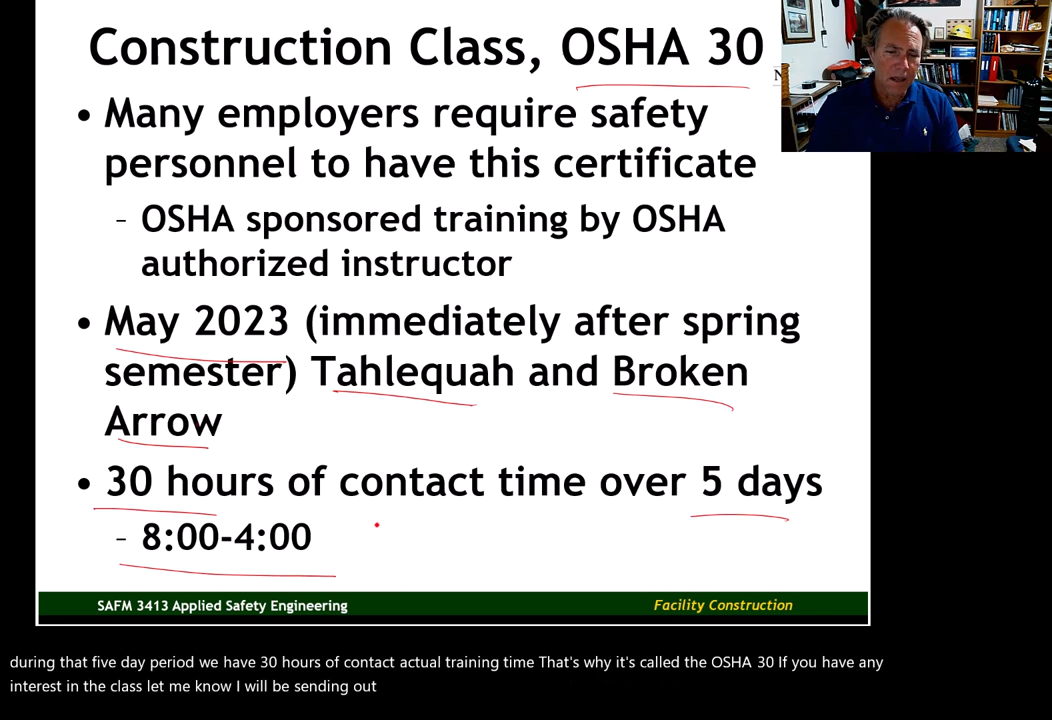 Construction Class, OSHA 30
• Many employers require safety
personnel to have this certificate
– OSHA sponsored training by OSHA
authorized instructor
• May 2023 (immediately after spring
semester) Tahlequah and Broken
Arrow
• 30 hours of contact time over 5 days
– 8:00-4:00
SAFM 3413 Applied Safety Engineering
Facility Construction
during that five day period we have 30 hours of contact actual training time That's why it's called the OSHA 30 If you have any
interest in the class let me know I will be sending out